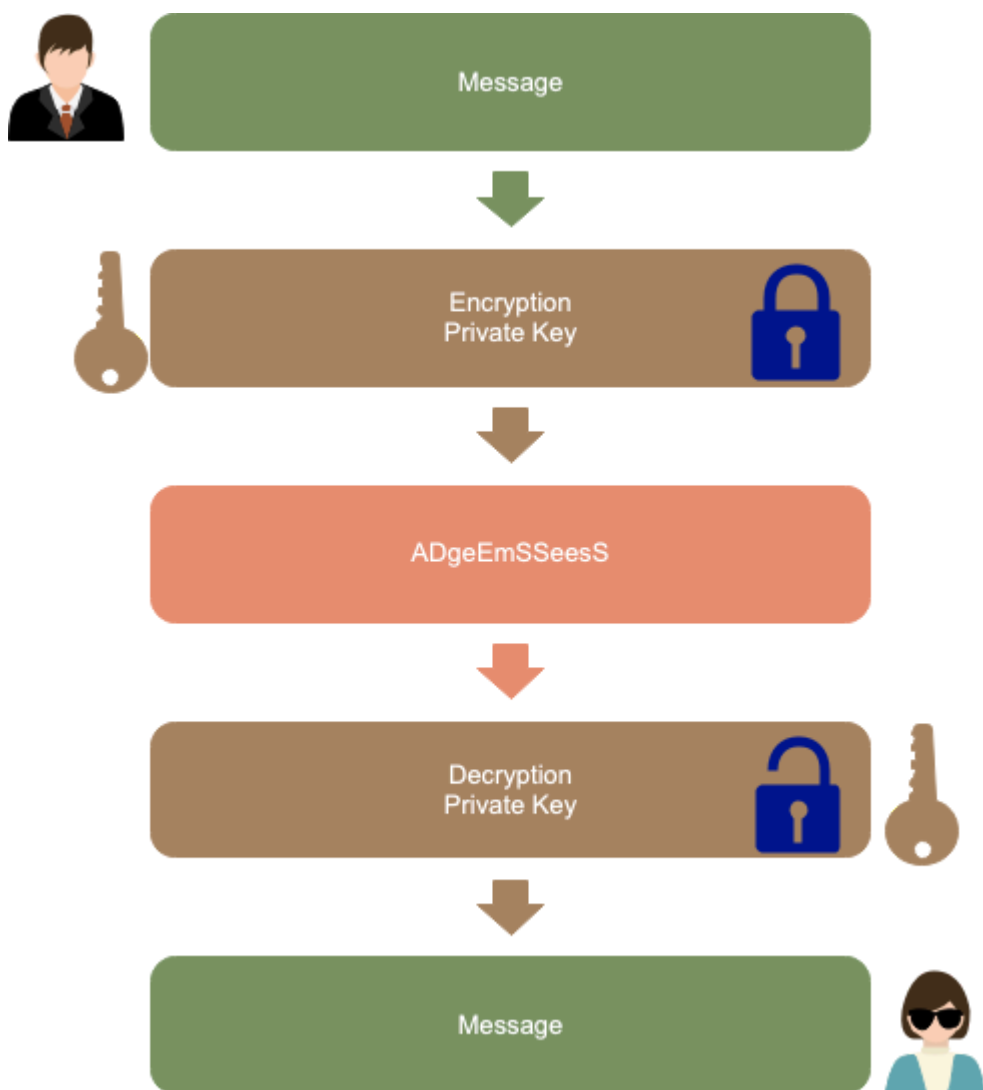 Message
Encryption
Private Key
ADgeEmSSeesS
Decryption
Private Key
Message